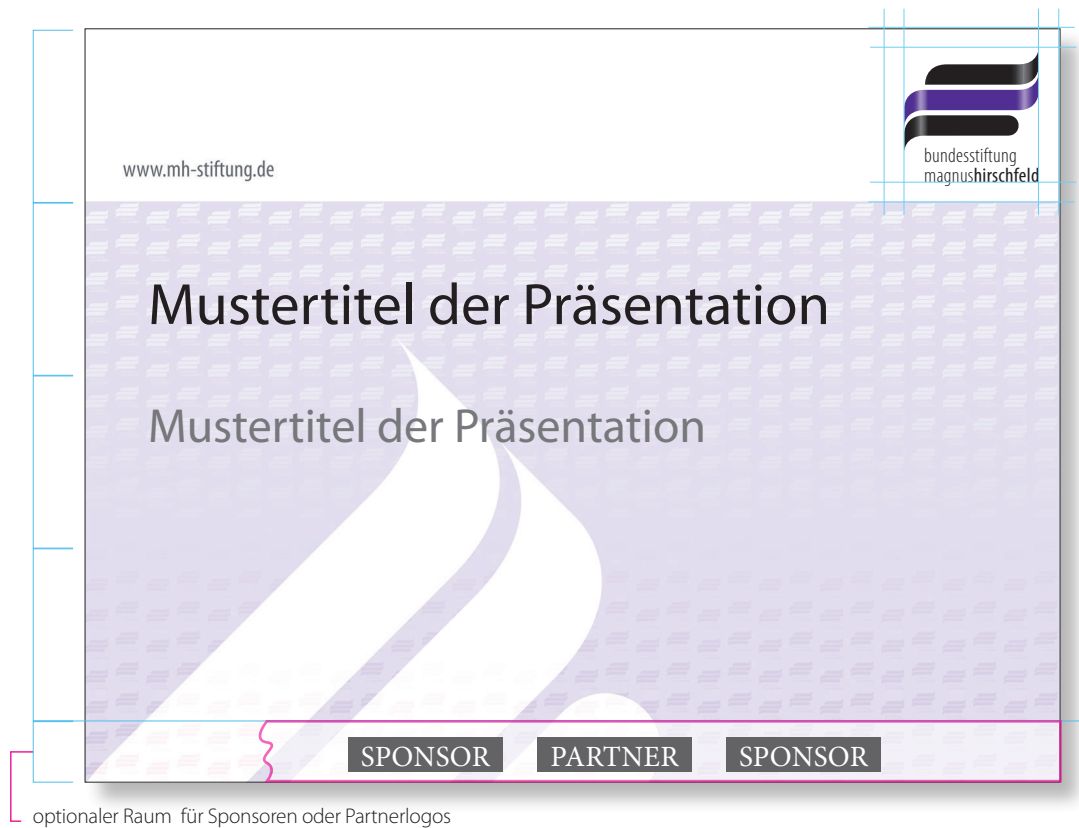 www.mh-stiftung.de
bundesstiftung
magnushirschfeld
Mustertitel der Präsentation
Mustertitel der Präsentation
SPONSOR PARTNER SPONSOR
optionaler Raum für Sponsoren oder Partnerlogos